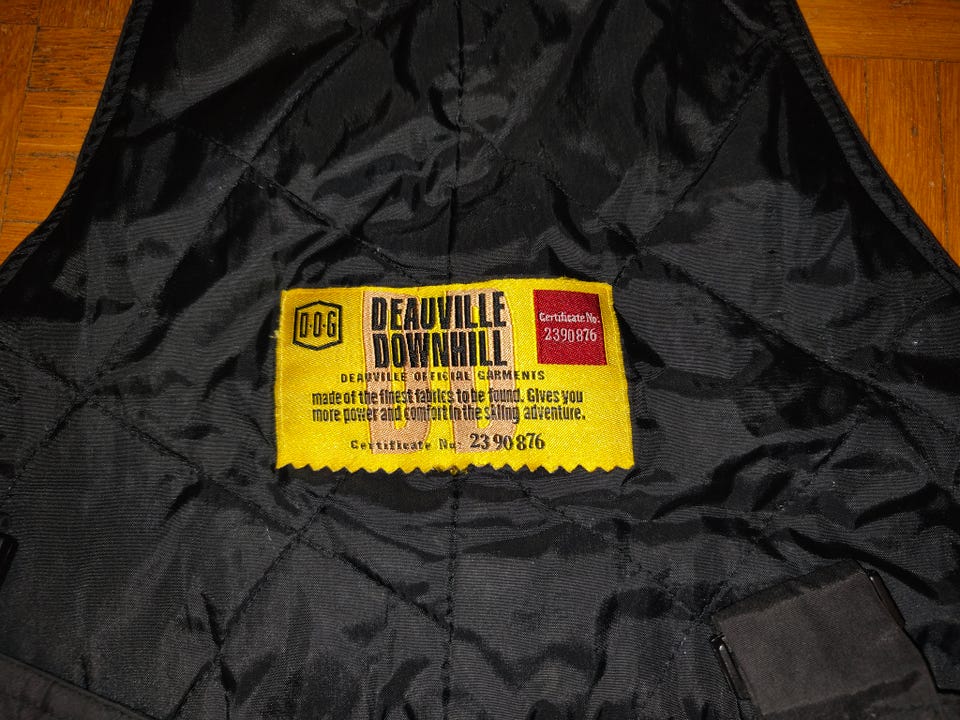 D·O·G
DEAUVILLE
DOWNHILL
DEAUVILLE OFFICIAL GARMENTS
made of the finest fabrics to be found. Gives you
more power and comfort in the skiing adventure.
Certificate No: 2390876
Certificate No:
2390876